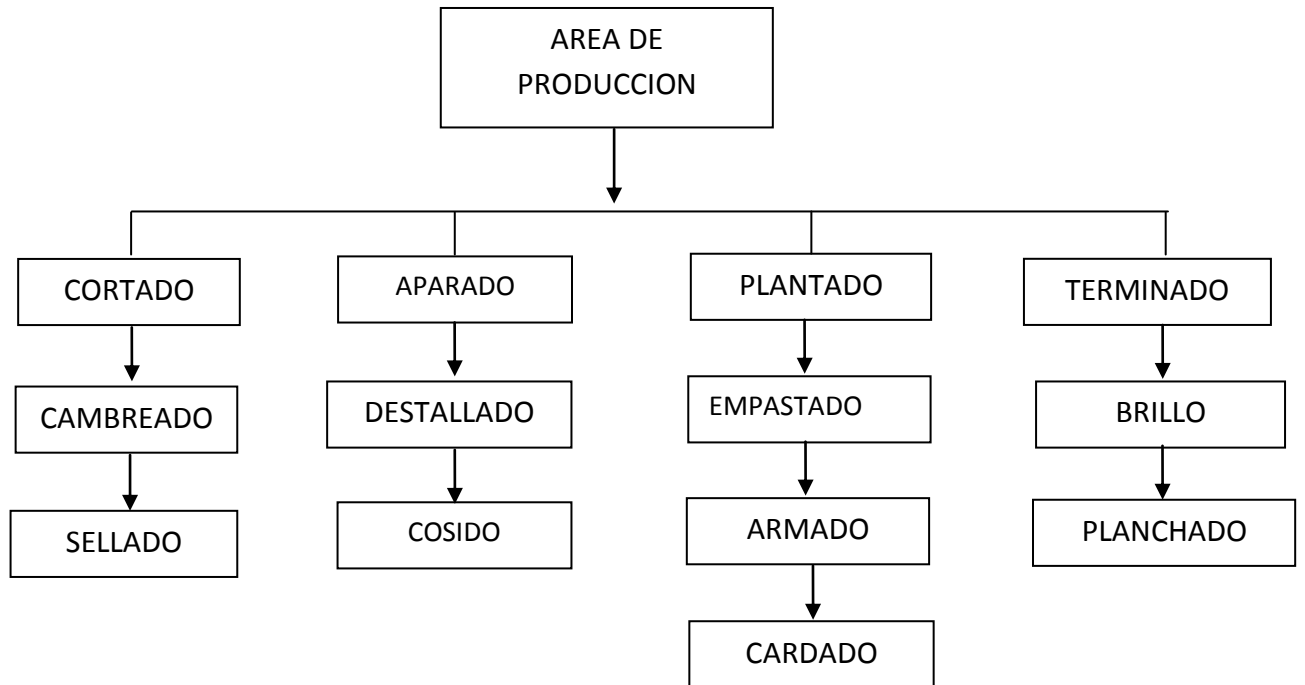 AREA DE
PRODUCCION
CORTADO
APARADO
PLANTADO
TERMINADO
CAMBREADO
DESTALLADO
EMPASTADO
BRILLO
SELLADO
COSIDO
ARMADO
PLANCHADO
CARDADO